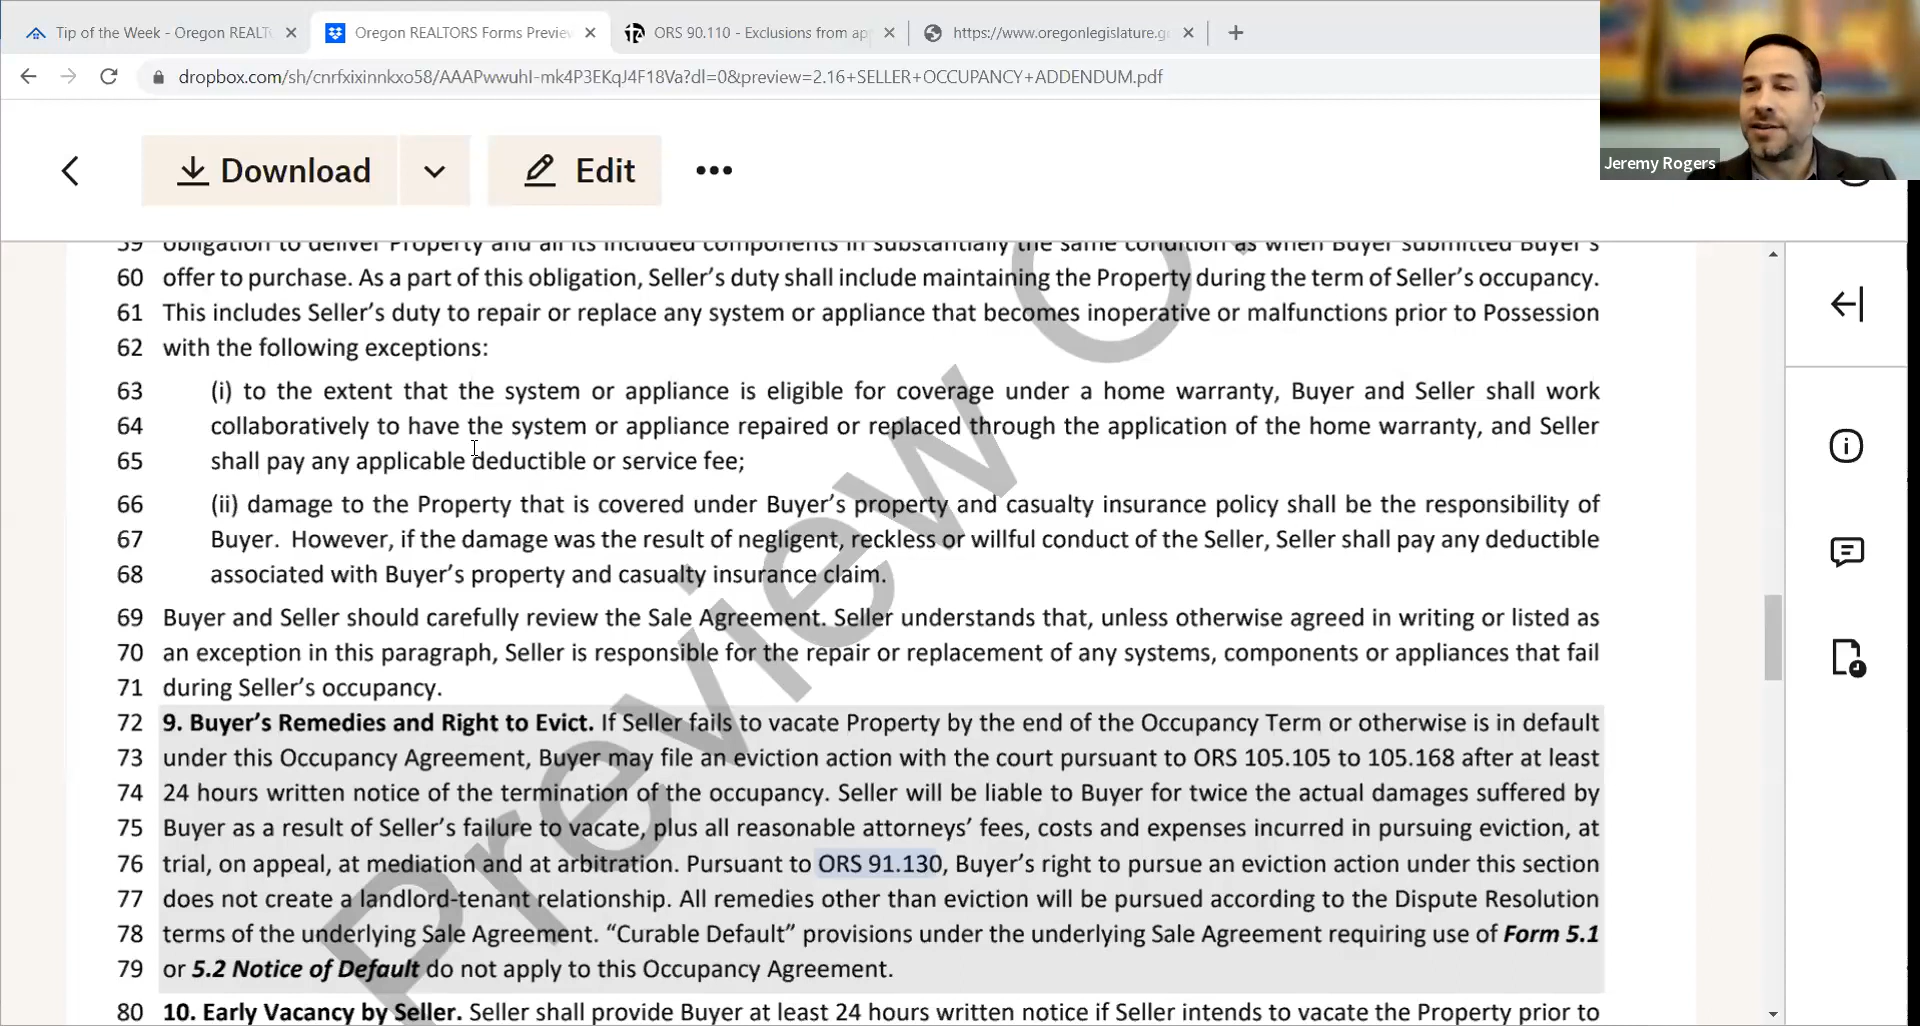 Tip of the Week - Oregon REALT
Oregon REALTORS Forms Preview
ORS 90.110 - Exclusions from ap
https://www.oregonlegislature.g
dropbox.com/sh/cnrfxixinnkxo58/AAAPwwuhI-mk4P3EKqJ4F18Va?dl=0&preview=2.16+SELLER+OCCUPANCY+ADDENDUM.pdf
Jeremy Rogers
Download
Edit
59 obligation to deliver Property and all its included components in substantially the same condition as when Buyer submitted Buyer's
60 offer to purchase. As a part of this obligation, Seller's duty shall include maintaining the Property during the term of Seller's occupancy.
61 This includes Seller's duty to repair or replace any system or appliance that becomes inoperative or malfunctions prior to Possession
62 with the following exceptions:
63 (i) to the extent that the system or appliance is eligible for coverage under a home warranty, Buyer and Seller shall work
64 collaboratively to have the system or appliance repaired or replaced through the application of the home warranty, and Seller
65 shall pay any applicable deductible or service fee;
66 (ii) damage to the Property that is covered under Buyer's property and casualty insurance policy shall be the responsibility of
67 Buyer. However, if the damage was the result of negligent, reckless or willful conduct of the Seller, Seller shall pay any deductible
68 associated with Buyer's property and casualty insurance claim.
69 Buyer and Seller should carefully review the Sale Agreement. Seller understands that, unless otherwise agreed in writing or listed as
70 an exception in this paragraph, Seller is responsible for the repair or replacement of any systems, components or appliances that fail
71 during Seller's occupancy.
72 9. Buyer's Remedies and Right to Evict. If Seller fails to vacate Property by the end of the Occupancy Term or otherwise is in default
73 under this Occupancy Agreement, Buyer may file an eviction action with the court pursuant to ORS 105.105 to 105.168 after at least
74 24 hours written notice of the termination of the occupancy. Seller will be liable to Buyer for twice the actual damages suffered by
75 Buyer as a result of Seller's failure to vacate, plus all reasonable attorneys' fees, costs and expenses incurred in pursuing eviction, at
76 trial, on appeal, at mediation and at arbitration. Pursuant to ORS 91.130, Buyer's right to pursue an eviction action under this section
77 does not create a landlord-tenant relationship. All remedies other than eviction will be pursued according to the Dispute Resolution
78 terms of the underlying Sale Agreement. "Curable Default" provisions under the underlying Sale Agreement requiring use of Form 5.1
79 or 5.2 Notice of Default do not apply to this Occupancy Agreement.
80 10. Early Vacancy by Seller. Seller shall provide Buyer at least 24 hours written notice if Seller intends to vacate the Property prior to
Preview O